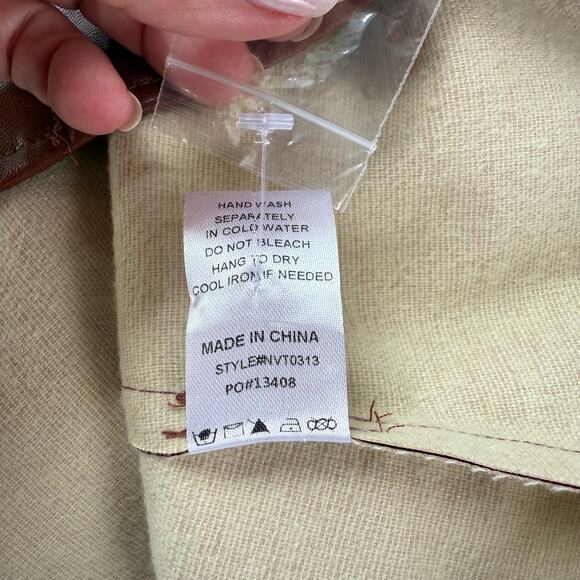 HAND WASH
SEPARATELY
IN COLD WATER
DO NOT BLEACH
HANG TO DRY
COOL IRON IF NEEDED
MADE IN CHINA
STYLE#NVT0313
PO#13408